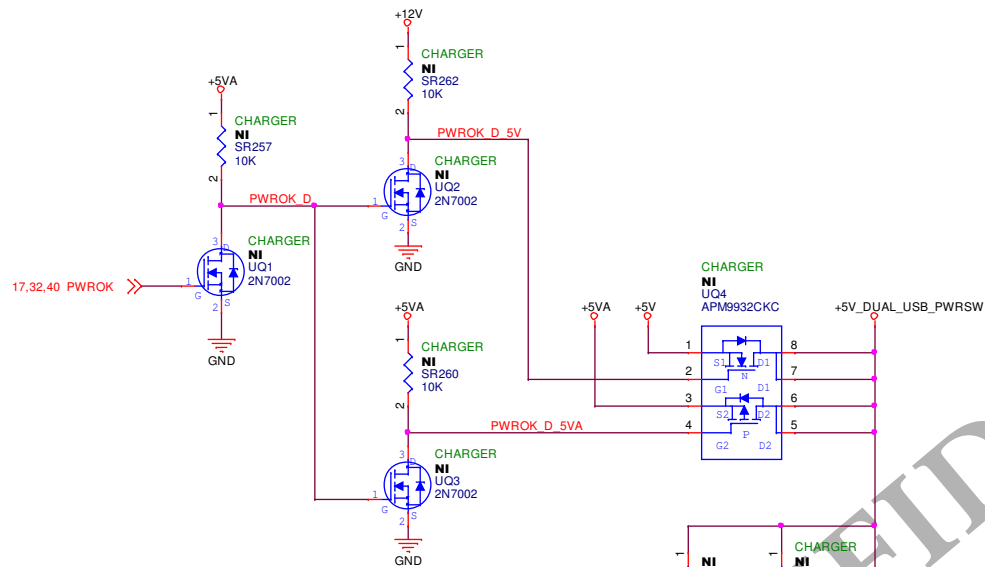 +12V
1
CHARGER
NI
SR262
10K
2
+5VA
1
CHARGER
NI
SR257
10K
2
PWROK_D_5V
3
D
CHARGER
NI
UQ2
2N7002
1
G
S
2
GND
PWROK_D
3
D
CHARGER
NI
UQ1
2N7002
17,32,40 PWROK
1
G
S
2
GND
+5VA
1
CHARGER
NI
SR260
10K
2
PWROK_D_5VA
3
D
CHARGER
NI
UQ3
2N7002
1
G
S
2
GND
CHARGER
NI
UQ4
APM9932CKC
+5VA
+5V
+5V_DUAL_USB_PWRSW
1
S1
D1
8
2
N
7
G1
D1
3
S2
D2
6
4
P
5
G2
D2
1
NI
1
CHARGER
NI